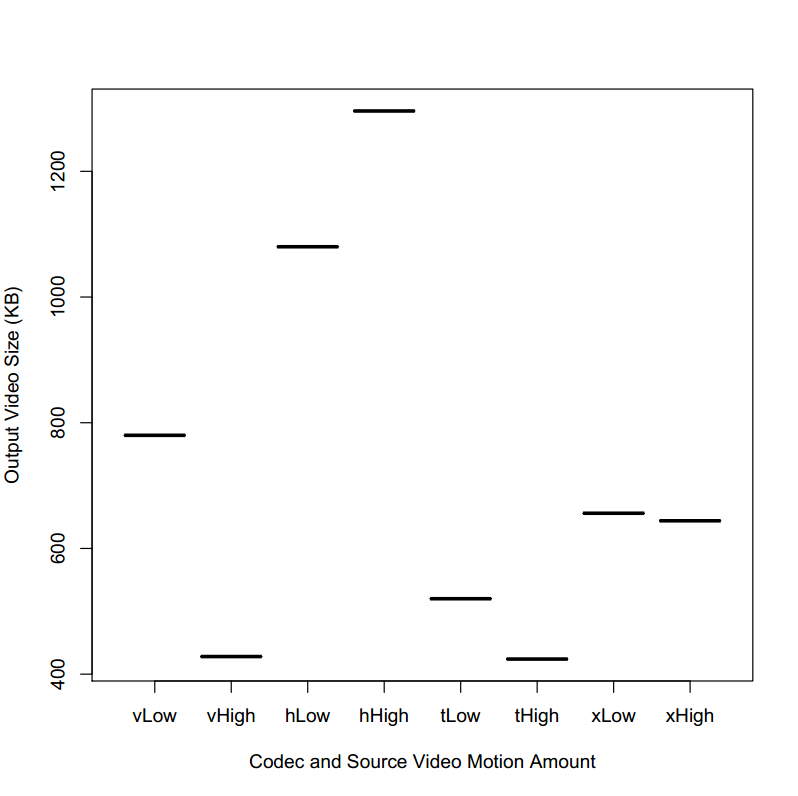 Output Video Size (KB)
1200
1000
800
600
400
vLow vHigh hLow hHigh tLow tHigh xLow xHigh
Codec and Source Video Motion Amount